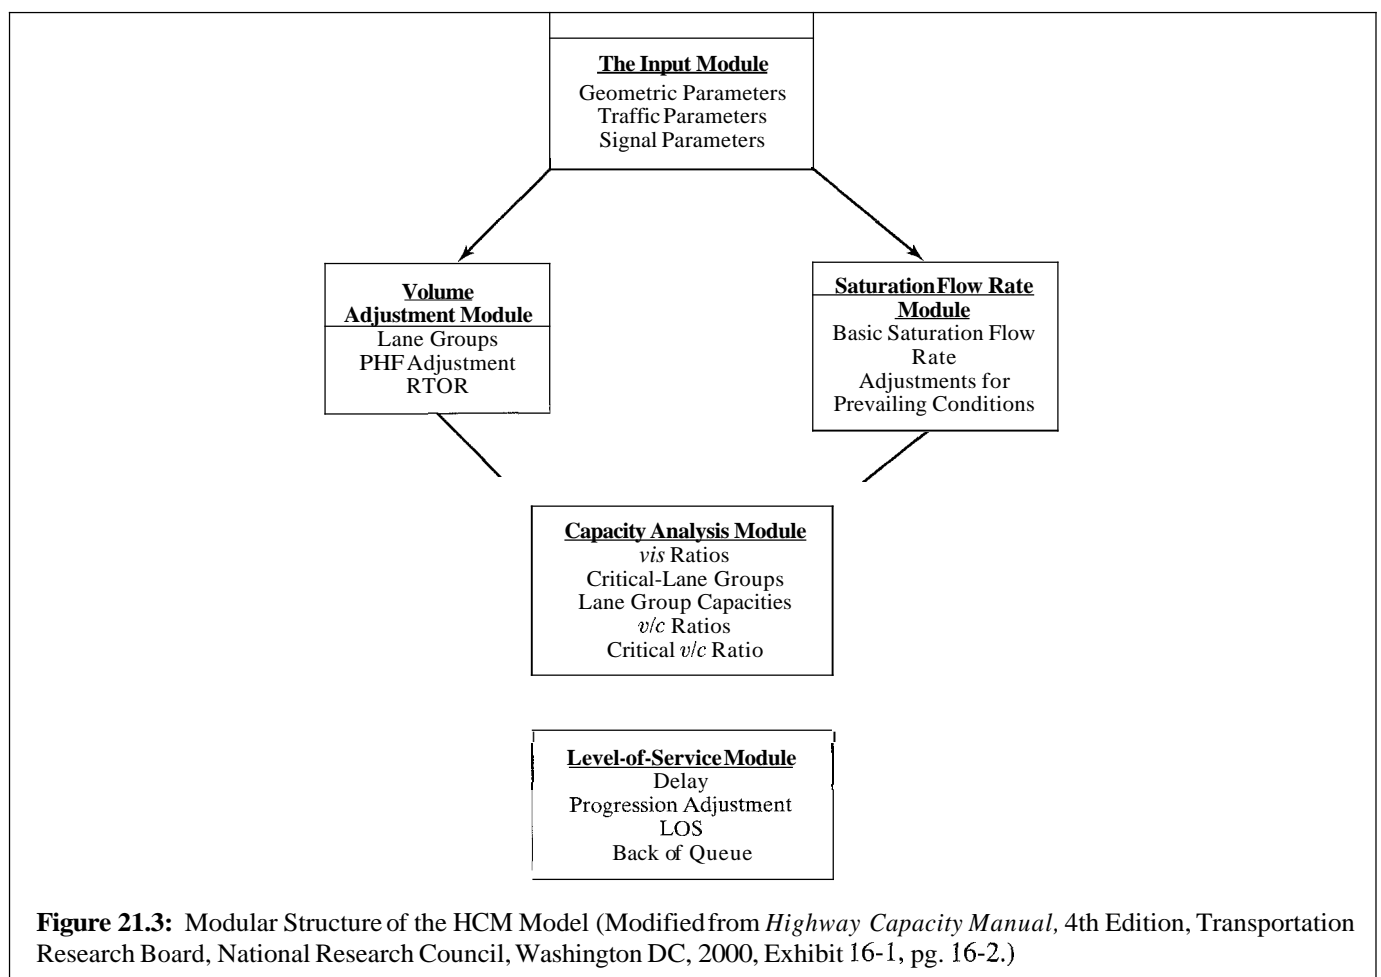 The Input Module
Geometric Parameters
Traffic Parameters
Signal Parameters
Volume
Adjustment Module
Lane Groups
PHF Adjustment
RTOR
Saturation Flow Rate
Module
Basic Saturation Flow
Rate
Adjustments for
Prevailing Conditions
Capacity Analysis Module
vis Ratios
Critical-Lane Groups
Lane Group Capacities
v/c Ratios
Critical v/c Ratio
Level-of-Service Module
Delay
Progression Adjustment
LOS
Back of Queue
Figure 21.3: Modular Structure of the HCM Model (Modified from Highway Capacity Manual, 4th Edition, Transportation
Research Board, National Research Council, Washington DC, 2000, Exhibit 16-1, pg. 16-2.)